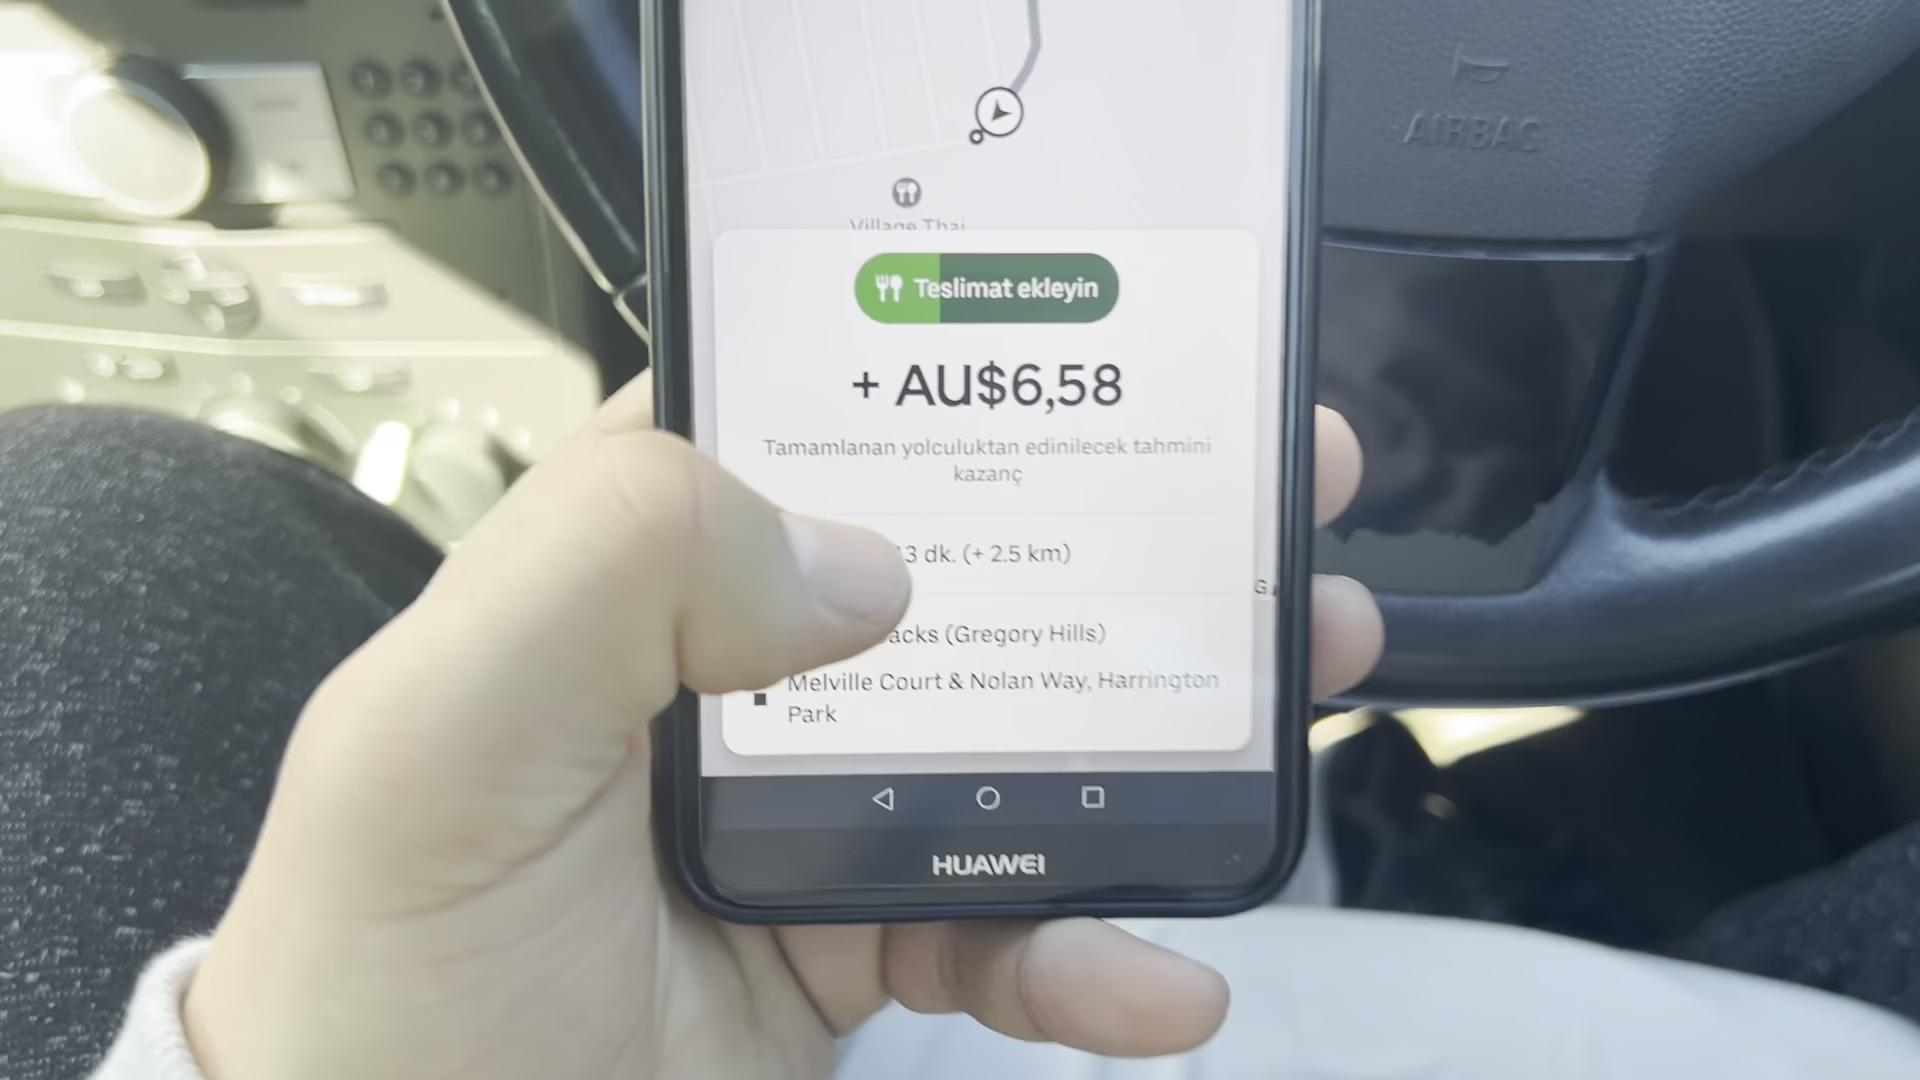 Village Thai
Teslimat ekleyin
+ AU$6,58
Tamamlanan yolculuktan edinilecek tahmini
kazanç
dk. (+ 2.5 km)
(Gregory Hills)
Melville Court & Nolan Way, Harrington
Park
HUAWEI
AIRBAG